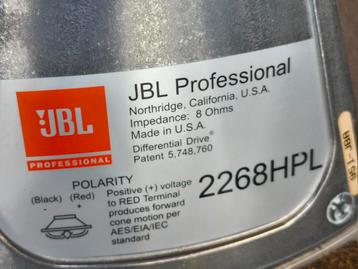 JBL
PROFESSIONAL
JBL Professional
Northridge, California, U.S.A.
Impedance: 8 Ohms
Made in U.S.A.
Differential Drive®
Patent 5,748,760
POLARITY
(Black) (Red)
- +
Positive (+) voltage
to RED Terminal
produces forward
cone motion per
AES/EIA/IEC
standard
2268HPL